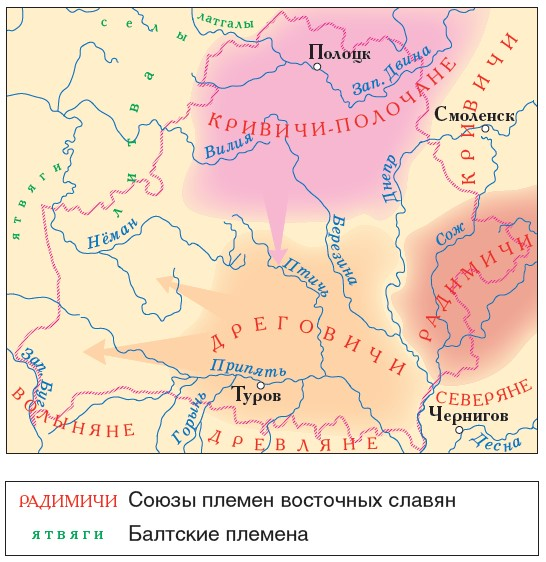 селы
латгалы
Полоцк
Зап. Двина
КРИВИЧИ-ПОЛОЧАНЕ
КРИВИЧИ
Смоленск
ЛИТВА
Вилия
Днепр
ятвяги
Нёман
Березина
Сож
Птичь
РАДИМИЧИ
ДРЕГОВИЧИ
Зап. Буг
Припять
Туров
СЕВЕРЯНЕ
ВОЛЫНЯНЕ
Горынь
Чернигов
ДРЕВЛЯНЕ
Десна
РАДИМИЧИ Союзы племен восточных славян
ятвяги Балтские племена